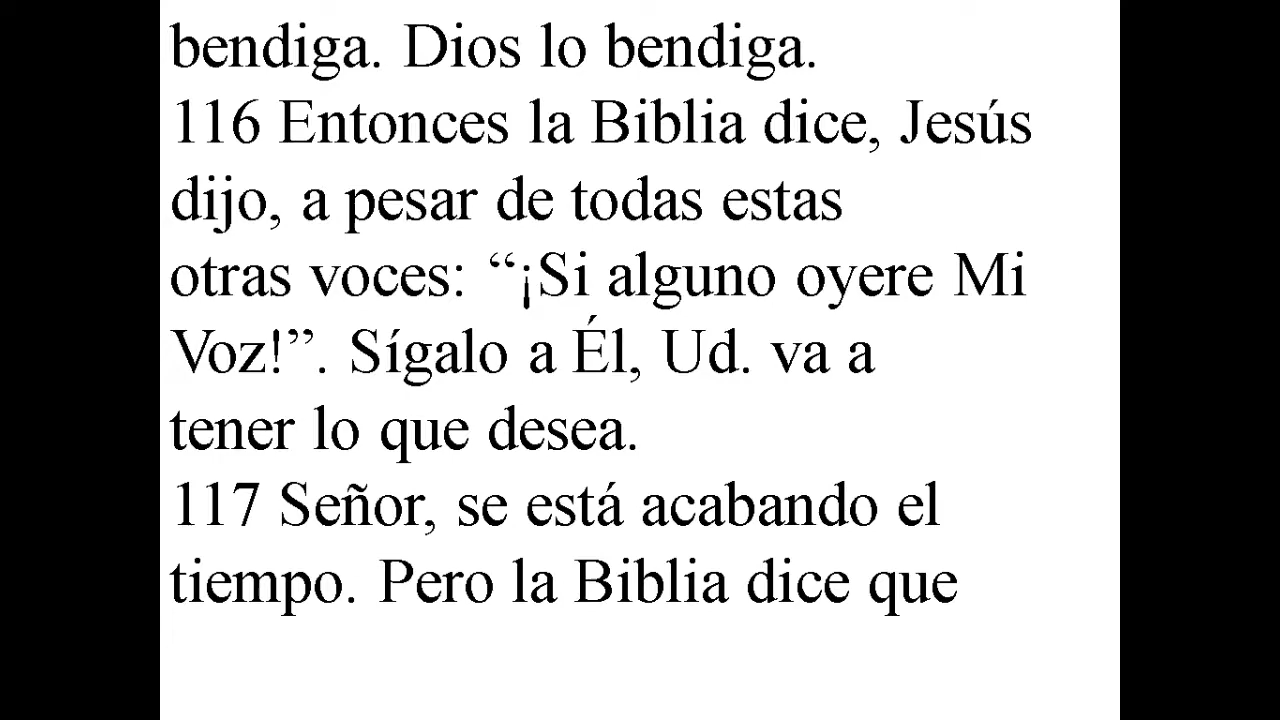 bendiga. Dios lo bendiga.
116 Entonces la Biblia dice, Jesús
dijo, a pesar de todas estas
otras voces: “¡Si alguno oyere Mi
Voz!”. Sígalo a Él, Ud. va a
tener lo que desea.
117 Señor, se está acabando el
tiempo. Pero la Biblia dice que